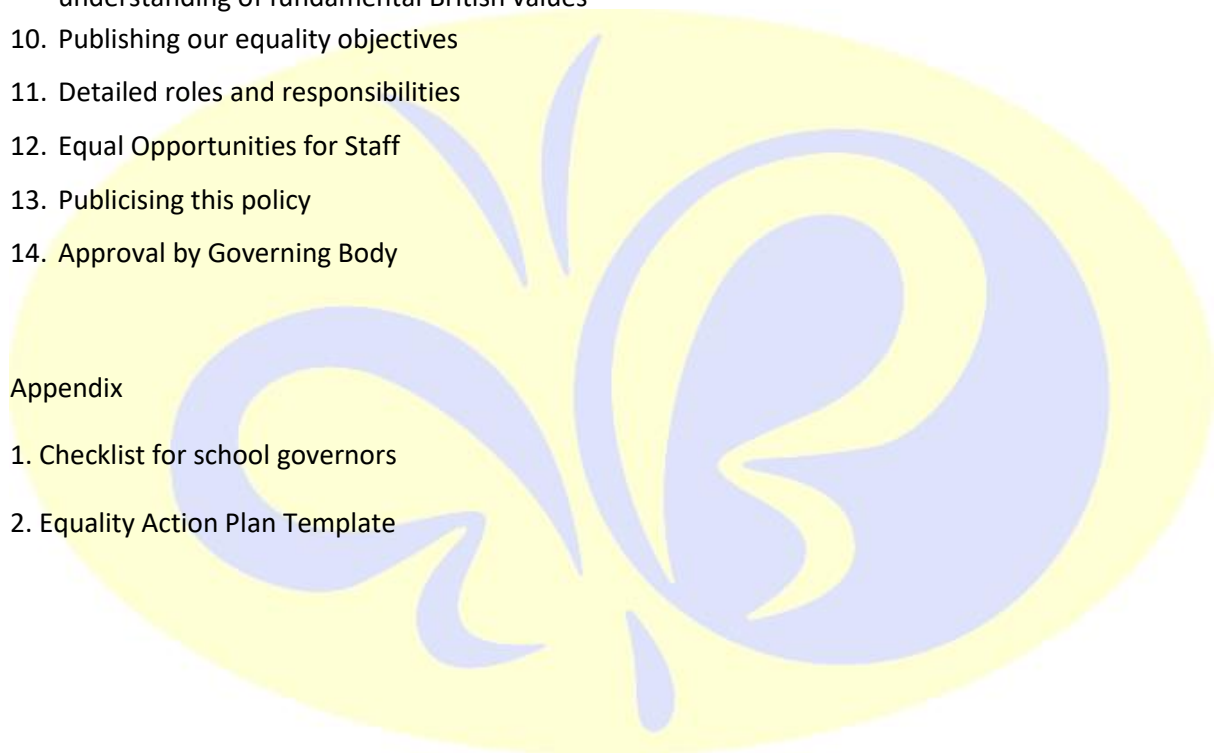 understanding of fundamental British values
10. Publishing our equality objectives
11. Detailed roles and responsibilities
12. Equal Opportunities for Staff
13. Publicising this policy
14. Approval by Governing Body
Appendix
1. Checklist for school governors
2. Equality Action Plan Template